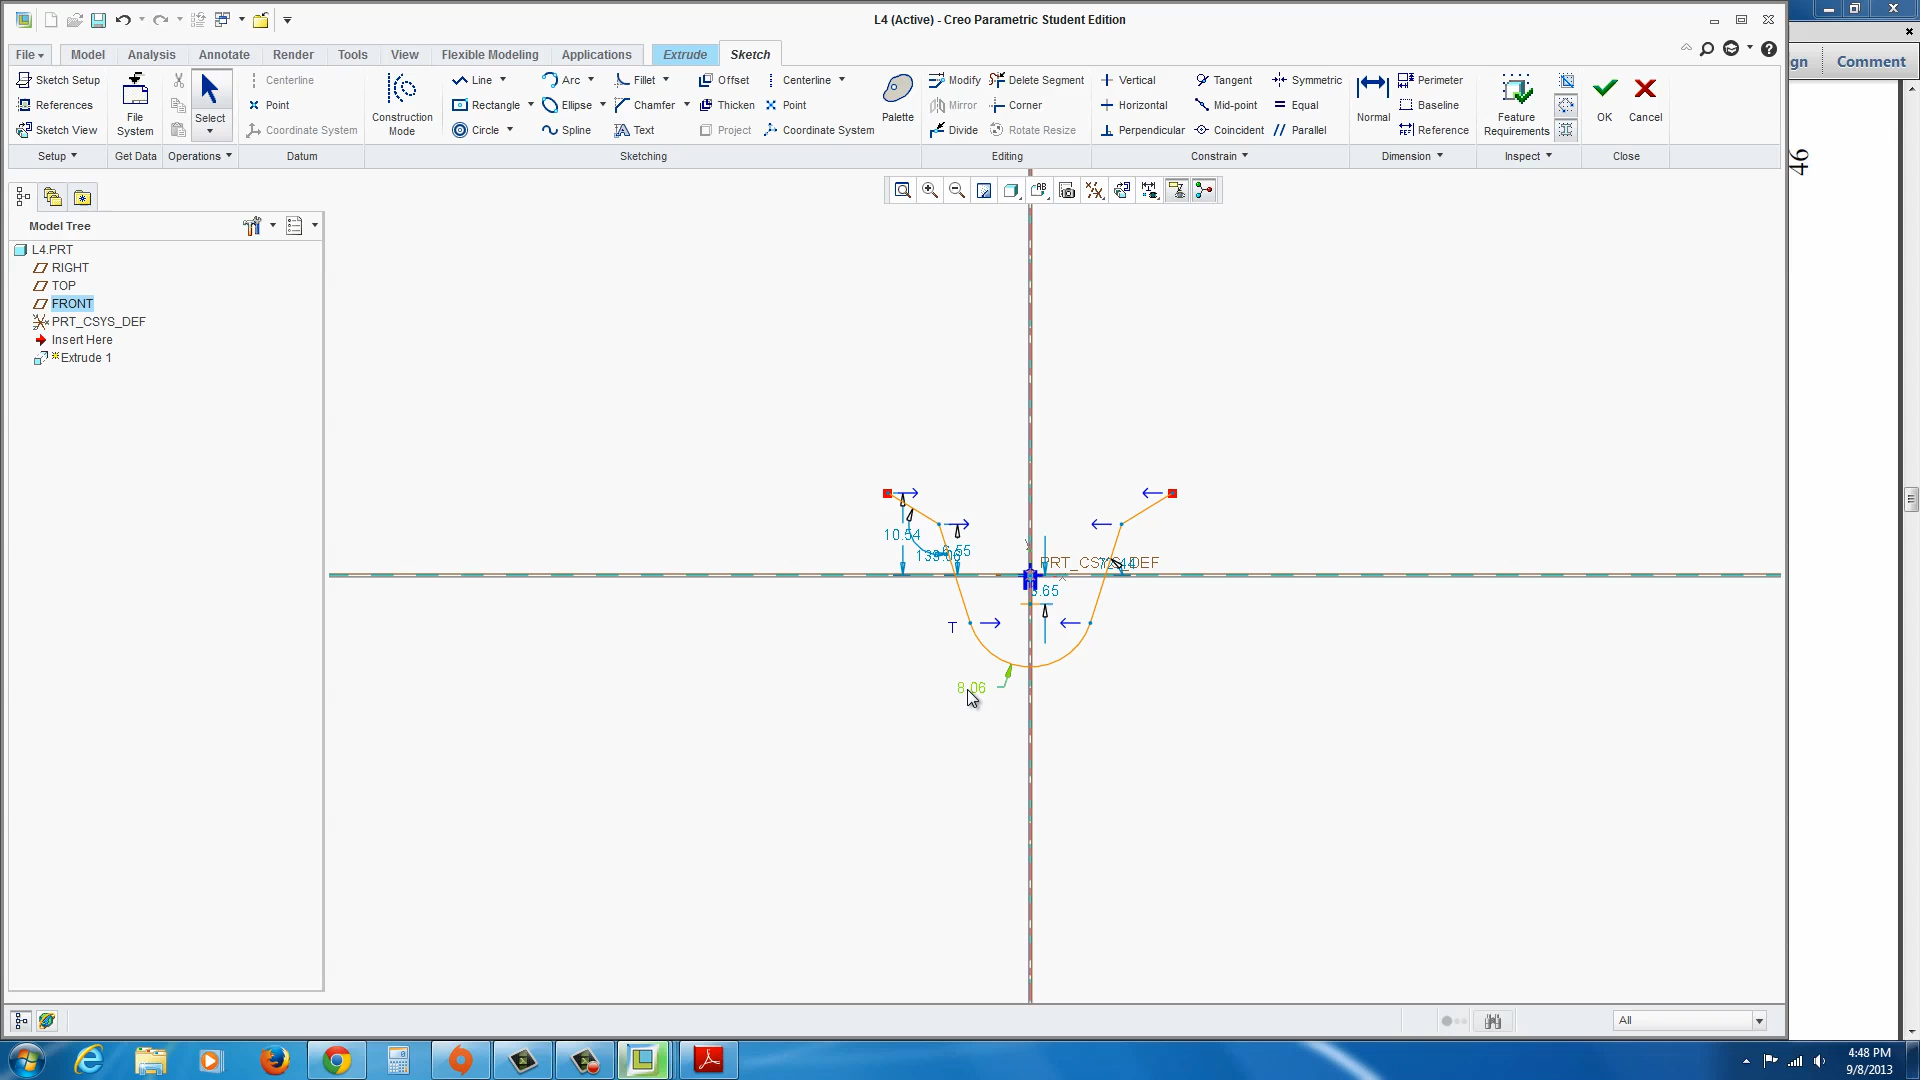 L4 (Active) - Creo Parametric Student Edition
File Model Analysis Annotate Render Tools View Flexible Modeling Applications Extrude Sketch
gn Comment
Sketch Setup
References
Sketch View
File System
Select
Centerline
Point
Coordinate System
Construction Mode
Line Arc Fillet Offset Centerline
Rectangle Ellipse Chamfer Thicken Point
Circle Spline Text Project Coordinate System
Palette
Modify Delete Segment
Mirror Corner
Divide Rotate Resize
Vertical Tangent Symmetric
Horizontal Mid-point Equal
Perpendicular Coincident Parallel
Normal
Perimeter
Baseline
Reference
Feature Requirements
OK
Cancel
Setup Get Data Operations Datum Sketching Editing Constrain Dimension Inspect Close
46
Model Tree
L4.PRT
RIGHT
TOP
FRONT
PRT_CSYS_DEF
Insert Here
Extrude 1
10.54
PRT_CSYS_DEF
T
8.06
All
4:48 PM
9/8/2013